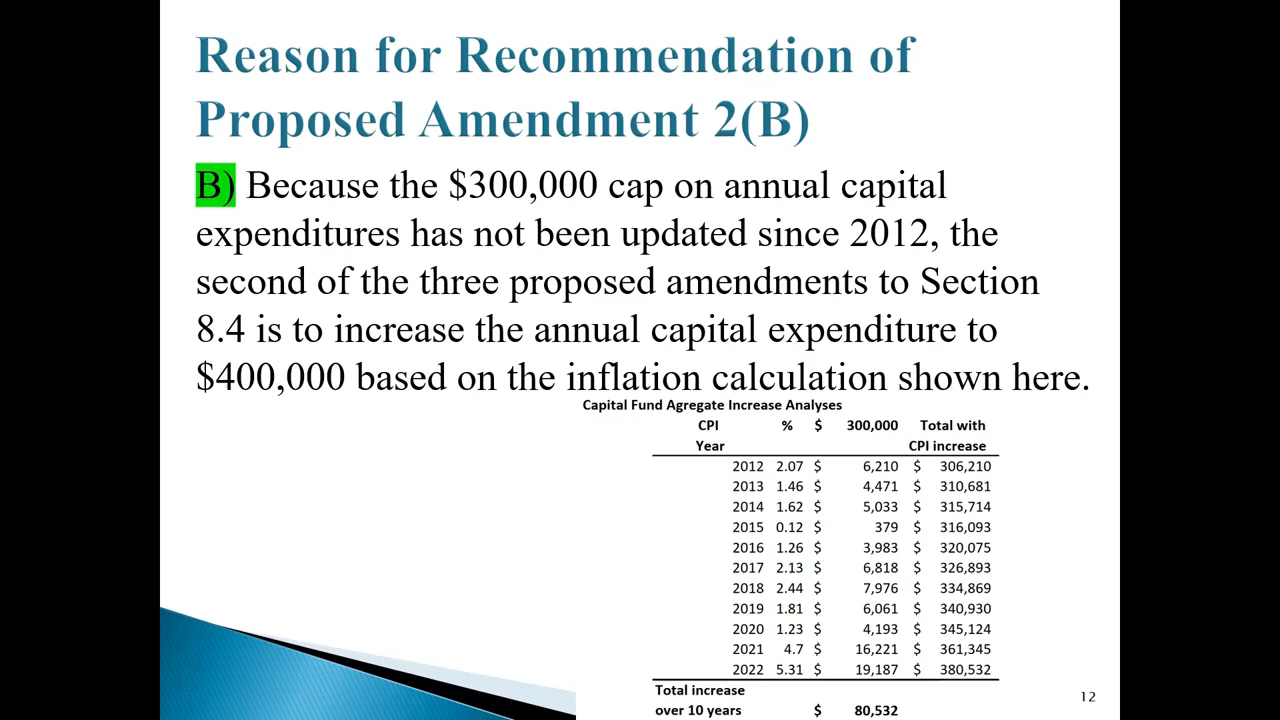 Reason for Recommendation of
Proposed Amendment 2(B)
B) Because the $300,000 cap on annual capital
expenditures has not been updated since 2012, the
second of the three proposed amendments to Section
8.4 is to increase the annual capital expenditure to
$400,000 based on the inflation calculation shown here.
Capital Fund Agregate Increase Analyses
CPI % $ 300,000 Total with
Year CPI increase
2012 2.07 $ 6,210 $ 306,210
2013 1.46 $ 4,471 $ 310,681
2014 1.62 $ 5,033 $ 315,714
2015 0.12 $ 379 $ 316,093
2016 1.26 $ 3,983 $ 320,075
2017 2.13 $ 6,818 $ 326,893
2018 2.44 $ 7,976 $ 334,869
2019 1.81 $ 6,061 $ 340,930
2020 1.23 $ 4,193 $ 345,124
2021 4.7 $ 16,221 $ 361,345
2022 5.31 $ 19,187 $ 380,532
Total increase
over 10 years $ 80,532
12